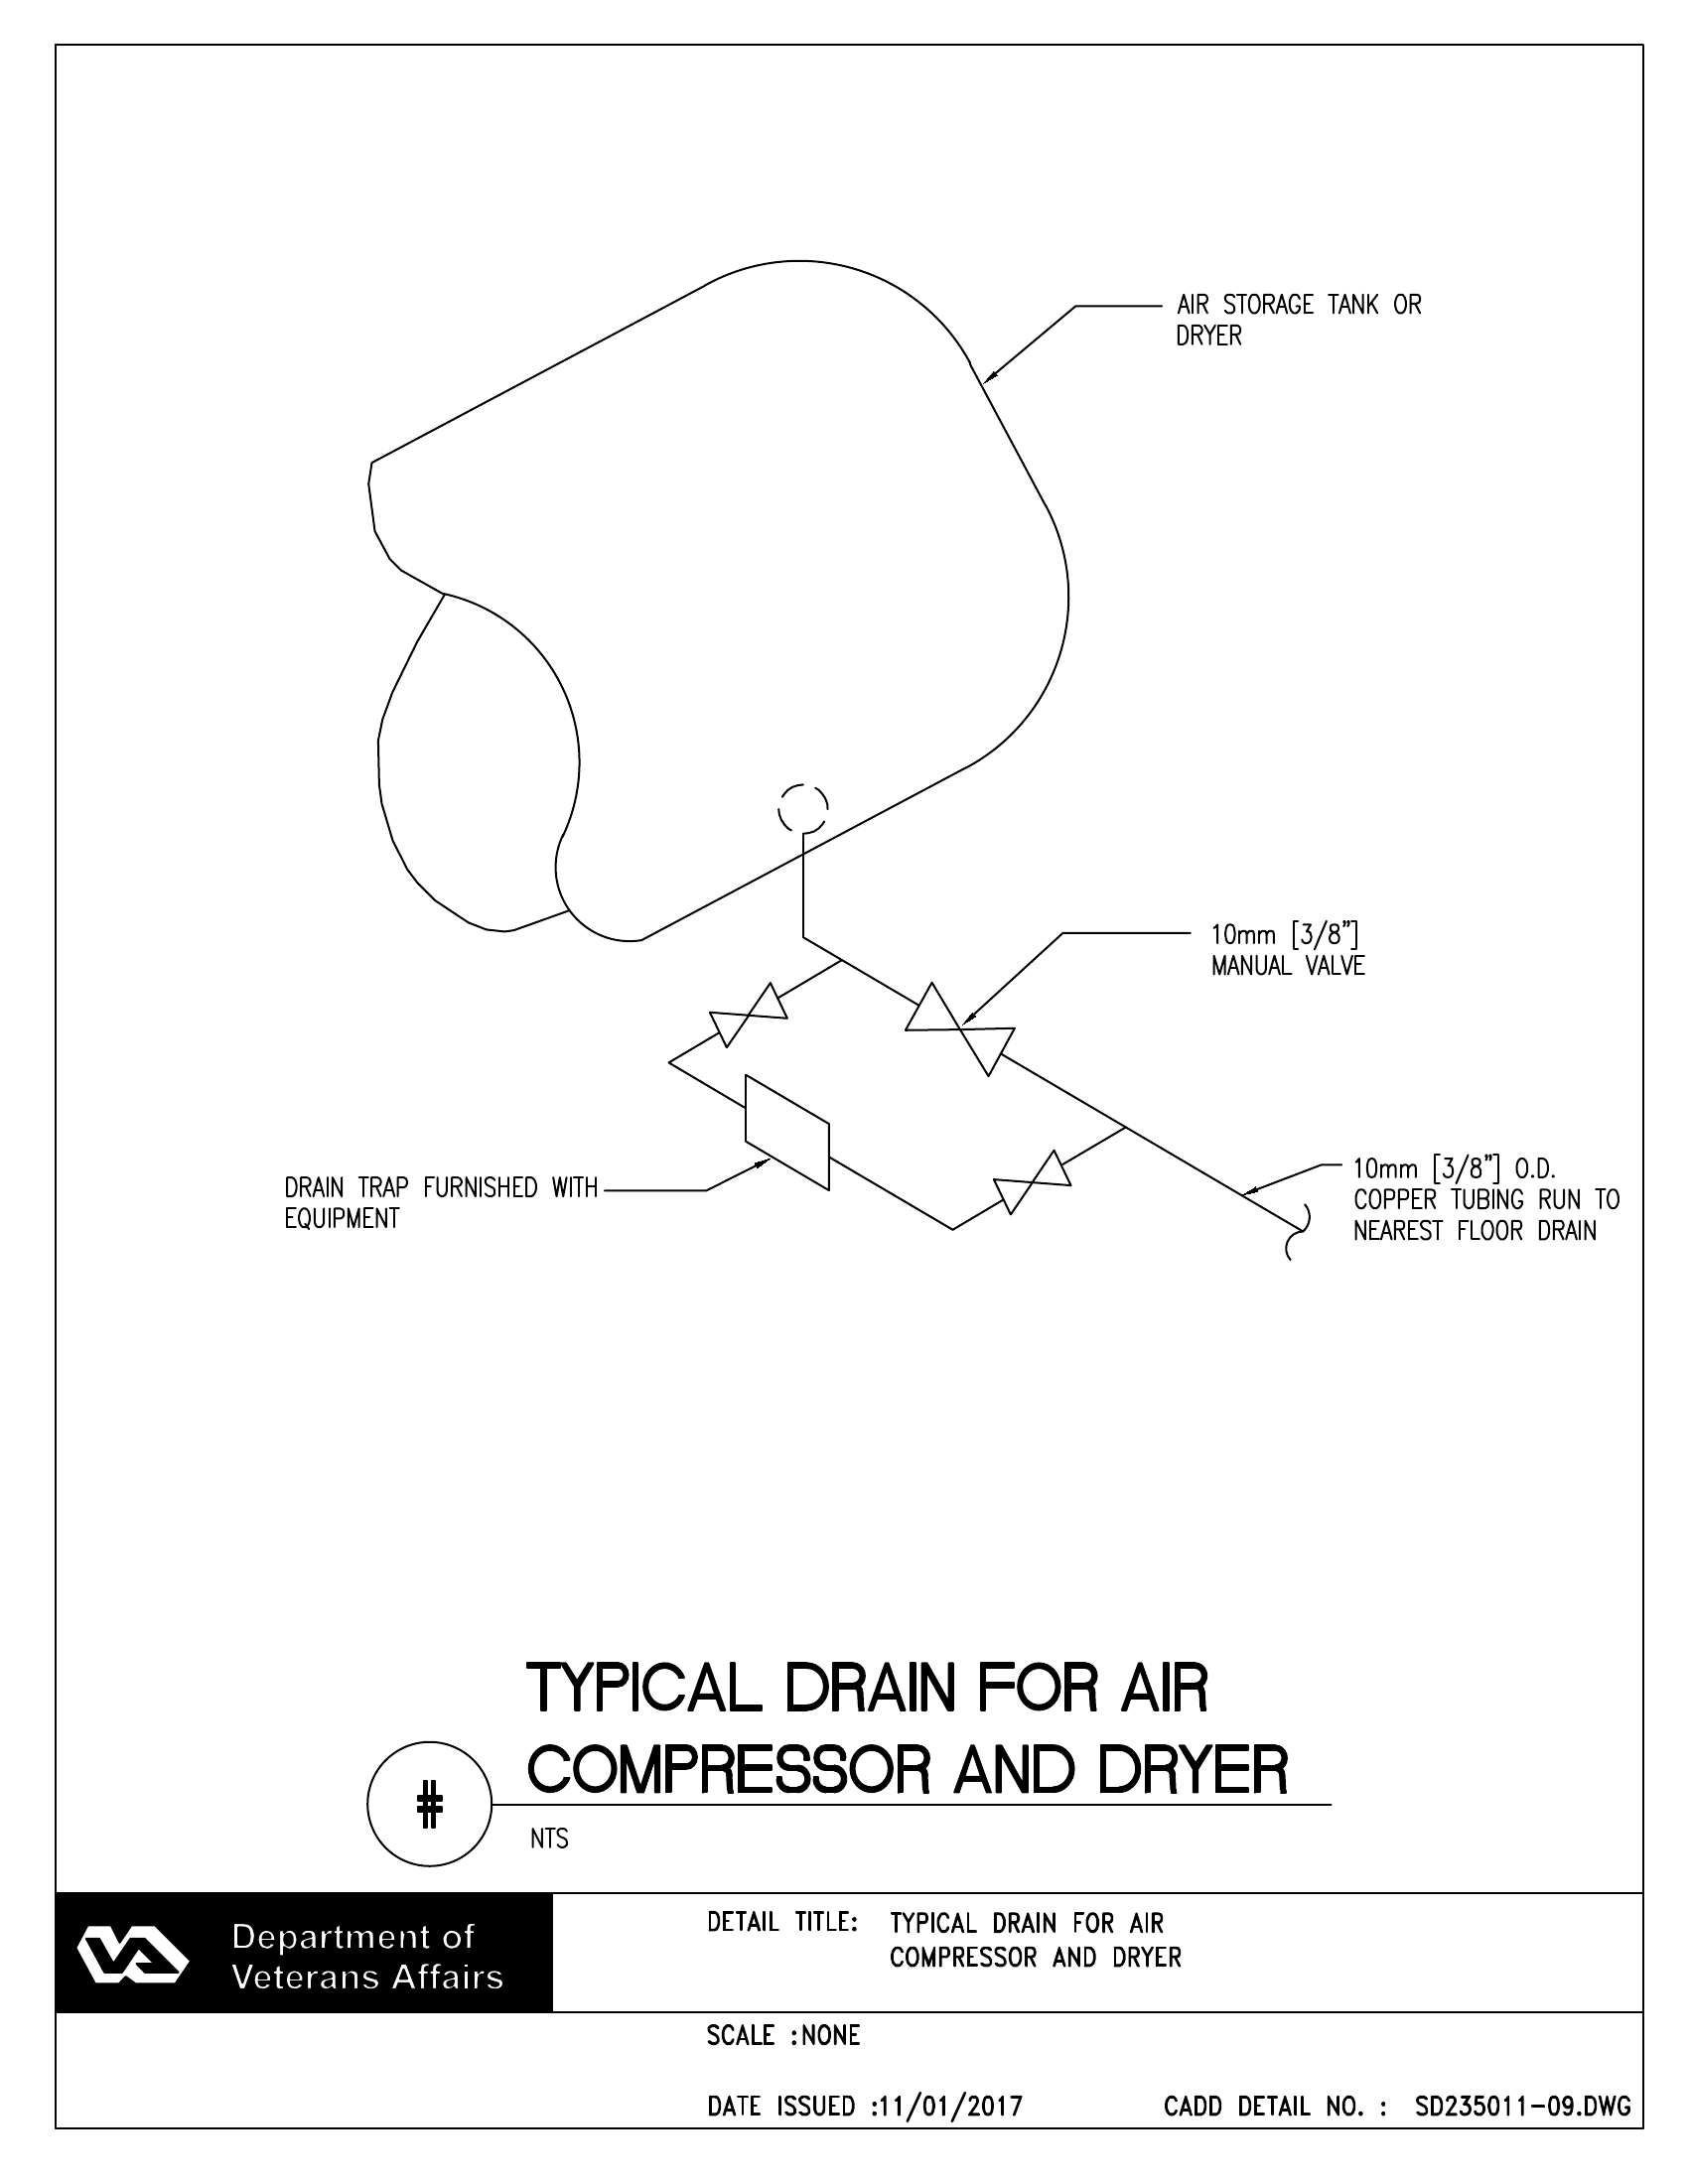 AIR STORAGE TANK OR
DRYER
10mm [3/8"]
MANUAL VALVE
DRAIN TRAP FURNISHED WITH
EQUIPMENT
10mm [3/8"] O.D.
COPPER TUBING RUN TO
NEAREST FLOOR DRAIN
TYPICAL DRAIN FOR AIR
COMPRESSOR AND DRYER
#
NTS
Department of
Veterans Affairs
DETAIL TITLE: TYPICAL DRAIN FOR AIR
COMPRESSOR AND DRYER
SCALE :NONE
DATE ISSUED :11/01/2017 CADD DETAIL NO. : SD235011-09.DWG